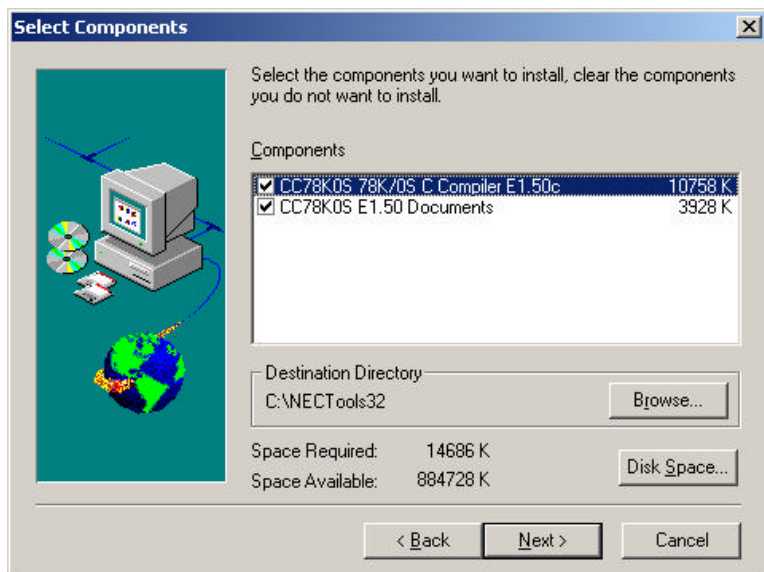 Select Components
Select the components you want to install, clear the components
you do not want to install.
Components
CC78K0S 78K/0S C Compiler E1.50c 10758 K
CC78K0S E1.50 Documents 3928 K
Destination Directory
C:\NECTools32
Browse...
Space Required: 14686 K
Space Available: 884728 K
Disk Space...
< Back
Next >
Cancel